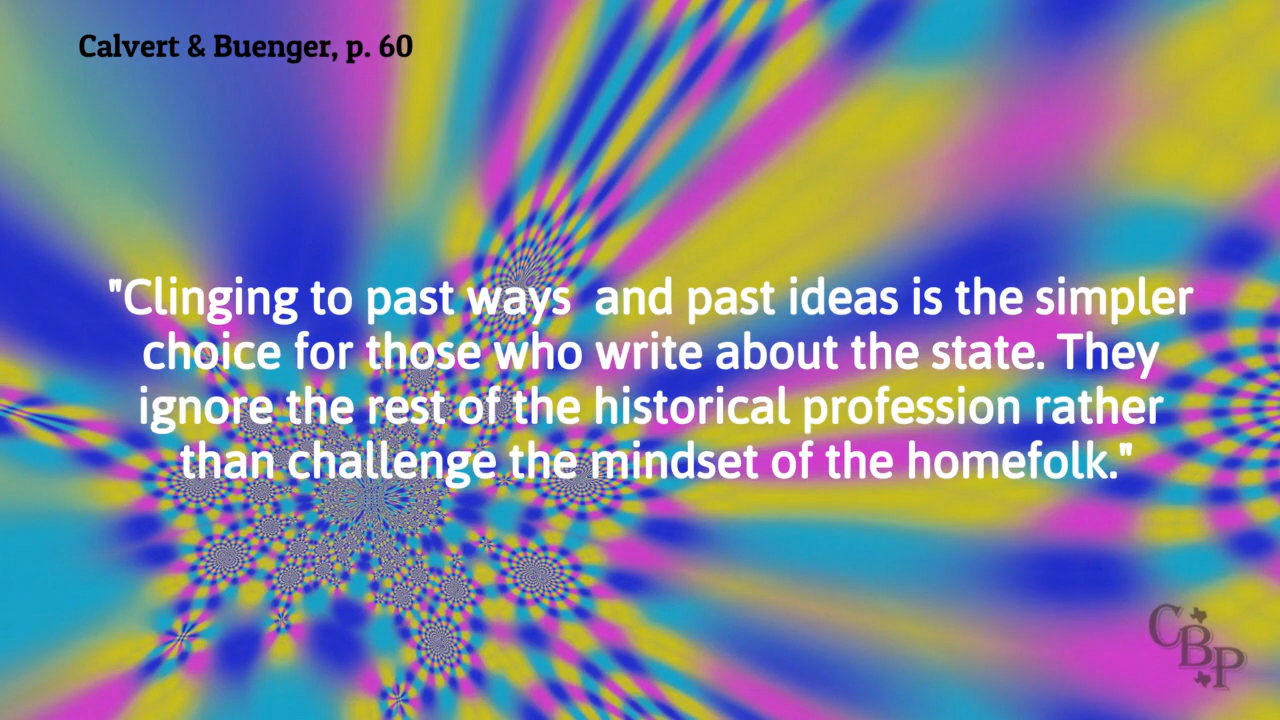 Calvert & Buenger, p. 60
"Clinging to past ways  and past ideas is the simpler
choice for those who write about the state. They
ignore the rest of the historical profession rather
than challenge the mindset of the homefolk."
CBP